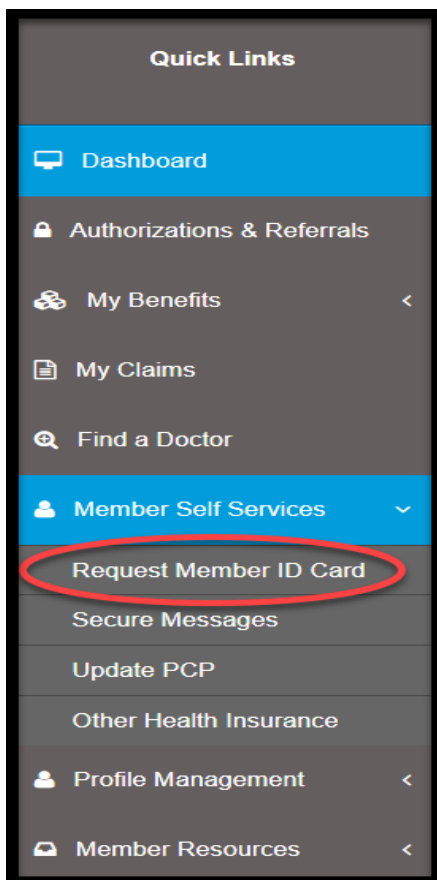 Quick Links
Dashboard
Authorizations & Referrals
My Benefits
My Claims
Find a Doctor
Member Self Services
Request Member ID Card
Secure Messages
Update PCP
Other Health Insurance
Profile Management
Member Resources